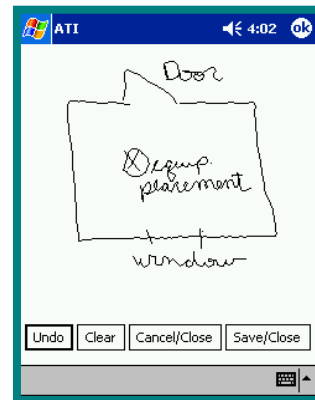 ATI 4:02 ok
Door
equip.
placement
window
Undo Clear Cancel/Close Save/Close